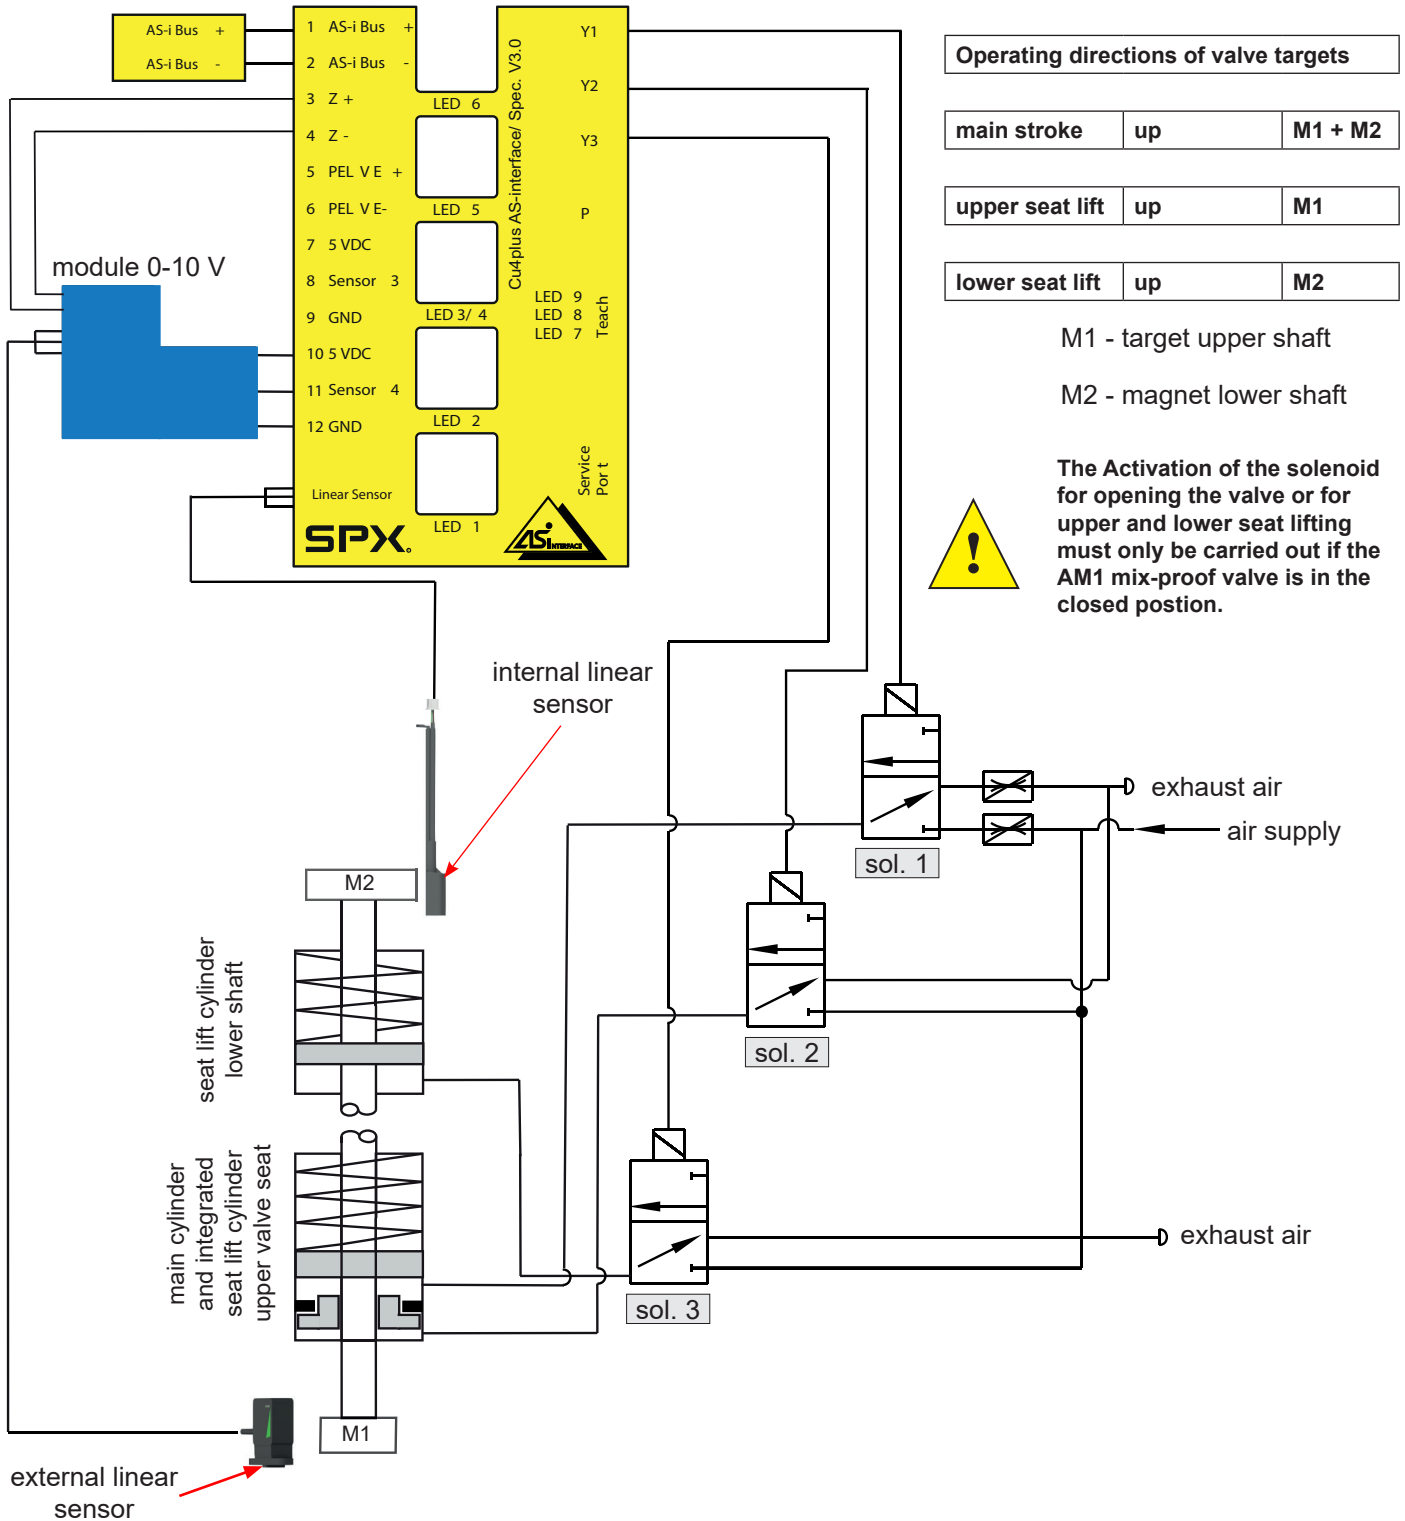 AS-i Bus +
AS-i Bus -
1 AS-i Bus +
2 AS-i Bus -
3 Z +
4 Z -
5 PEL V E +
6 PEL V E-
7 5 VDC
8 Sensor 3
9 GND
10 5 VDC
11 Sensor 4
12 GND
Linear Sensor
SPX
LED 6
LED 5
LED 3/ 4
LED 2
LED 1
Cu4plus AS-interface/ Spec. V3.0
Y1
Y2
Y3
P
LED 9
LED 8
LED 7
Teach
Service
Por t
ASi INTERFACE
module 0-10 V
Operating directions of valve targets
main stroke up M1 + M2
upper seat lift up M1
lower seat lift up M2
M1 - target upper shaft
M2 - magnet lower shaft
!
The Activation of the solenoid
for opening the valve or for
upper and lower seat lifting
must only be carried out if the
AM1 mix-proof valve is in the
closed postion.
internal linear
sensor
exhaust air
air supply
sol. 1
M2
seat lift cylinder
lower shaft
sol. 2
main cylinder
and integrated
seat lift cylinder
upper valve seat
exhaust air
sol. 3
M1
external linear
sensor